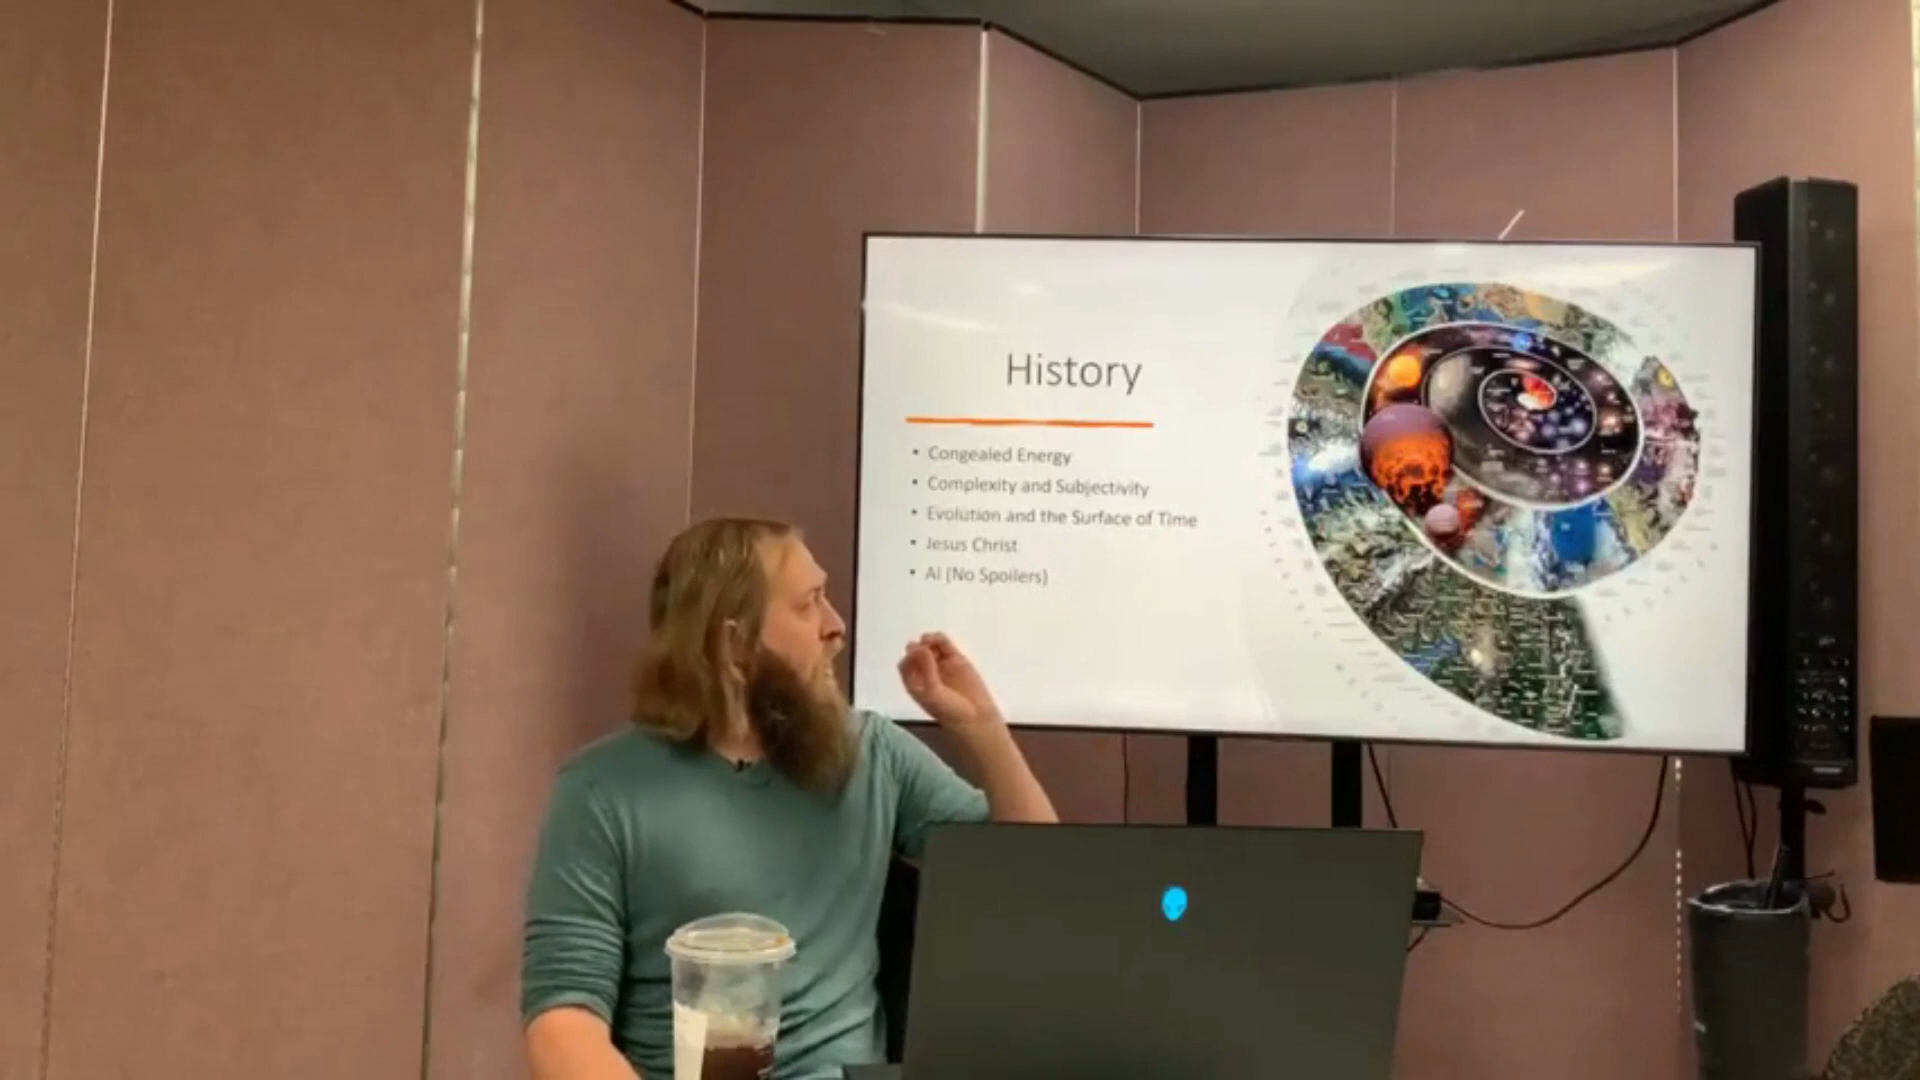 History
• Congealed Energy
• Complexity and Subjectivity
• Evolution and the Surface of Time
• Jesus Christ
• AI (No Spoilers)